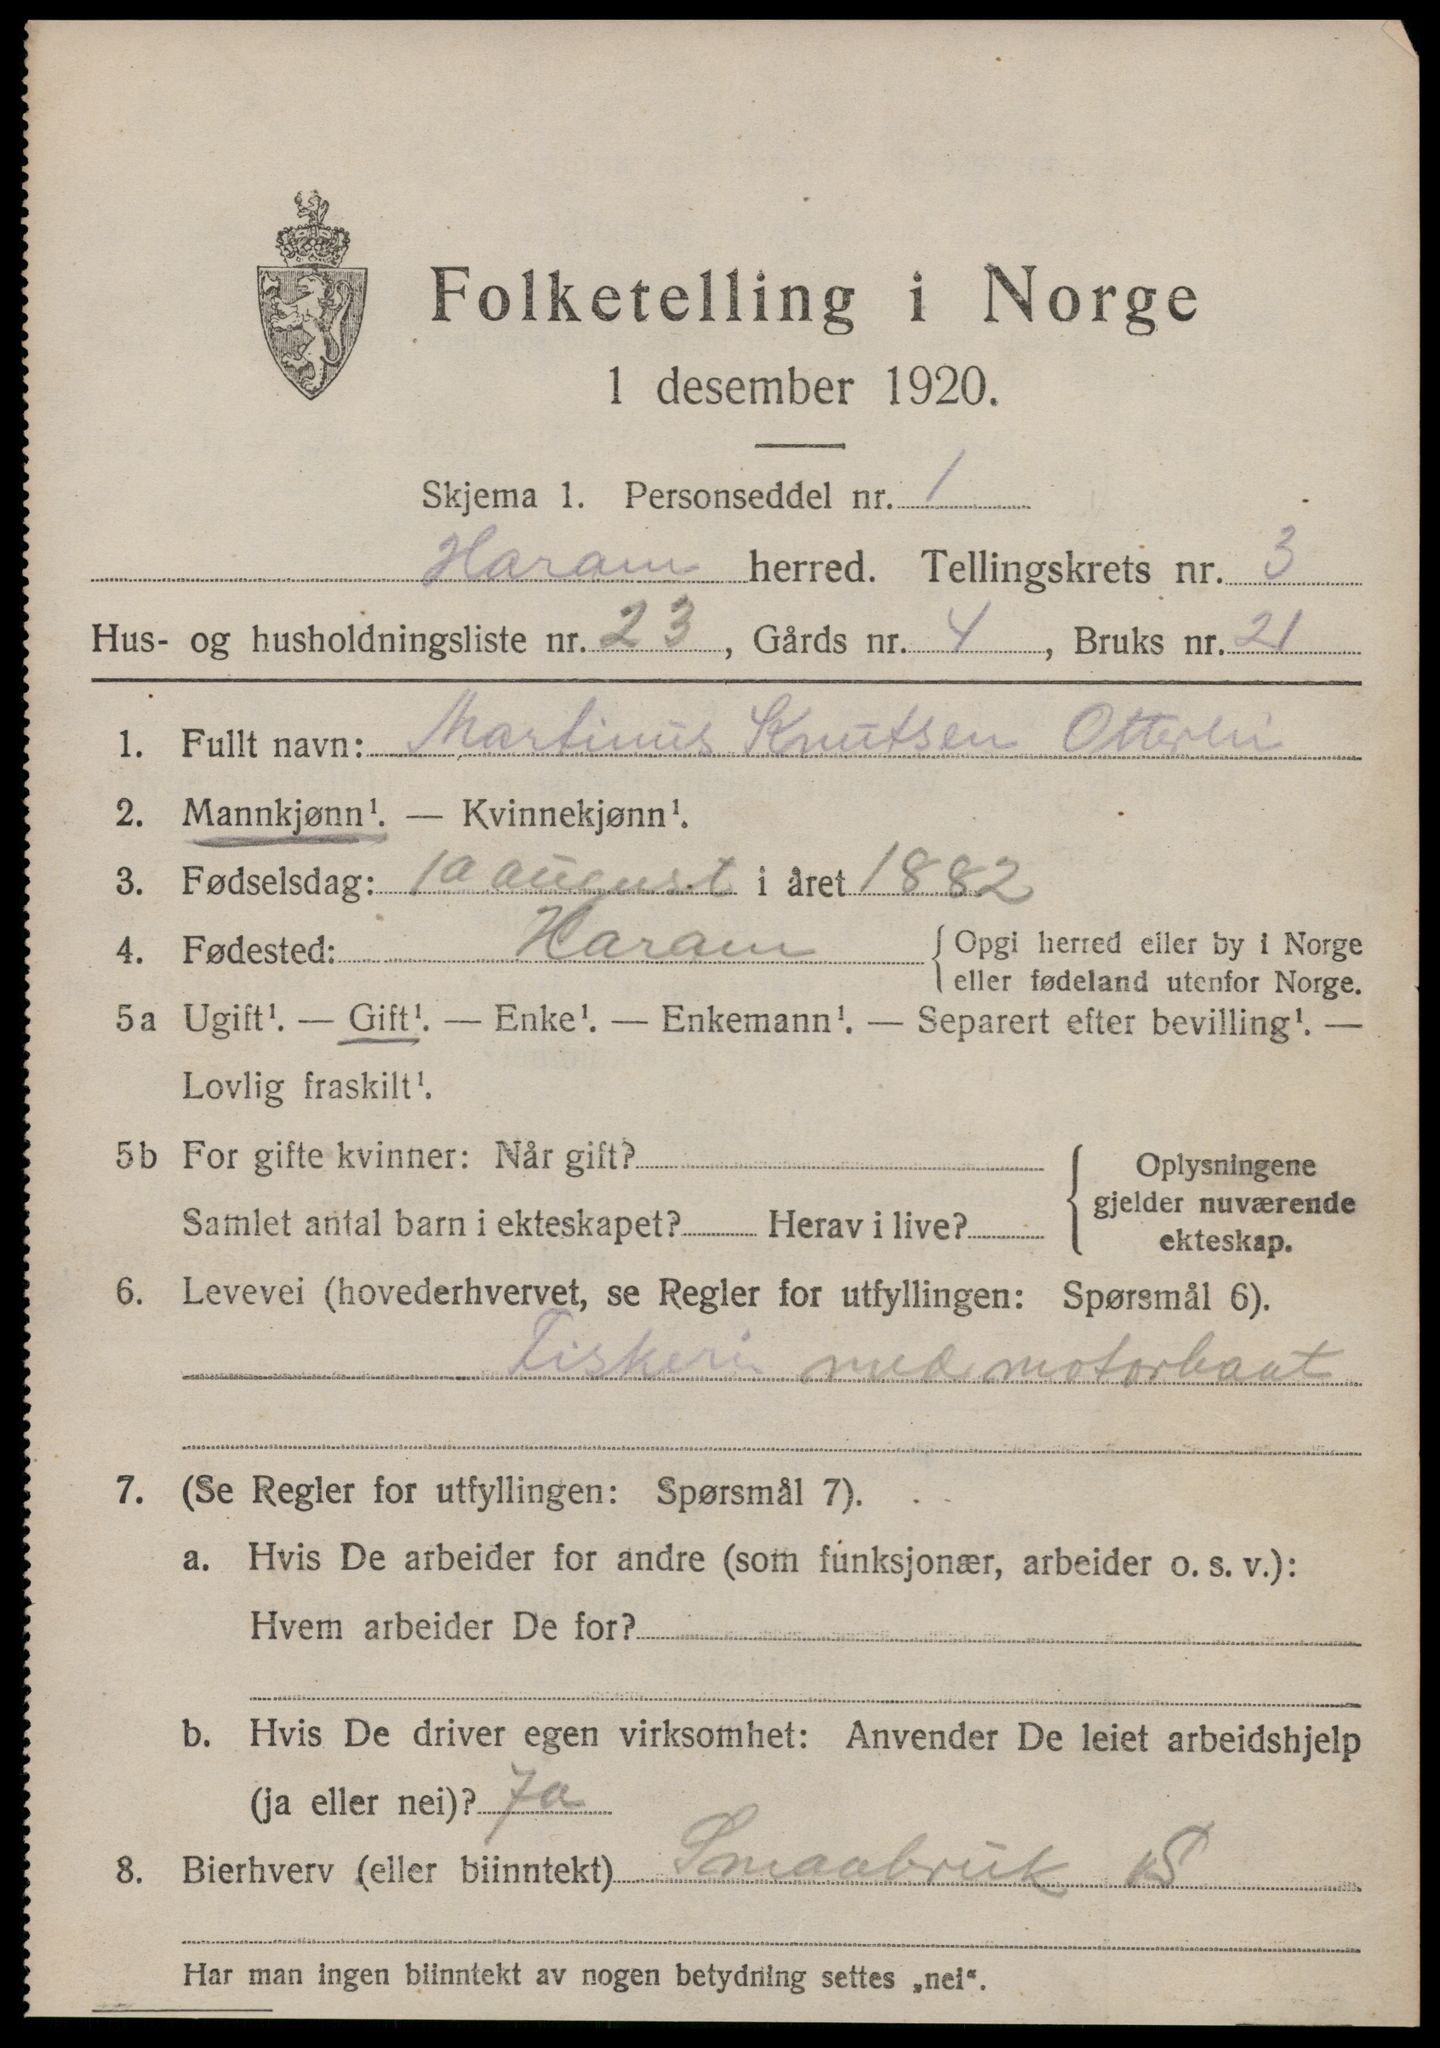 Folketelling i Norge
1 desember 1920.
Skjema 1. Personseddel nr. 1
Haram herred. Tellingskrets nr. 3
Hus- og husholdningsliste nr. 23, Gårds nr. 4, Bruks nr. 21
1. Fullt navn: Martinus Knutsen Otterlei
2. Mannkjønn¹. — Kvinnekjønn¹.
3. Fødselsdag: 10 august i året 1882
4. Fødested: Haram { Opgi herred eller by i Norge
eller fødeland utenfor Norge.
5a Ugift¹. — Gift¹. — Enke¹. — Enkemann¹. — Separert efter bevilling¹. —
Lovlig fraskilt¹.
5b For gifte kvinner: Når gift?
Samlet antal barn i ekteskapet? Herav i live?
{ Oplysningene
gjelder nuværende
ekteskap.
6. Levevei (hovederhvervet, se Regler for utfyllingen: Spørsmål 6).
Fiskeri med motorbaat
7. (Se Regler for utfyllingen: Spørsmål 7).
a. Hvis De arbeider for andre (som funksjonær, arbeider o. s. v.):
Hvem arbeider De for?
b. Hvis De driver egen virksomhet: Anvender De leiet arbeidshjelp
(ja eller nei)? Ja
8. Bierhverv (eller biinntekt) Smaabruk S
Har man ingen biinntekt av nogen betydning settes „nei“.